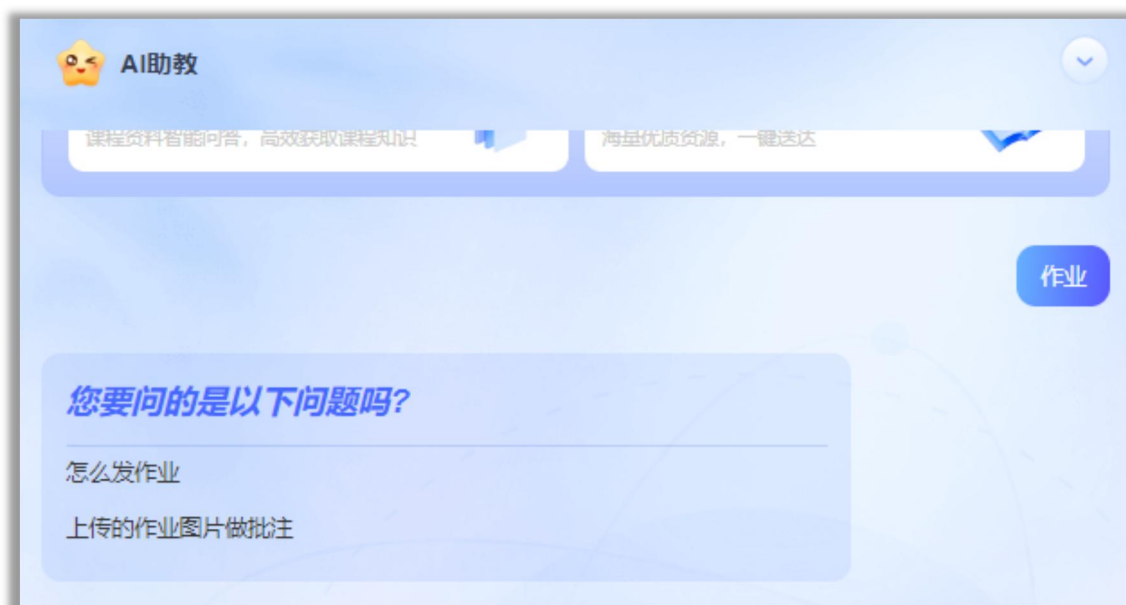 AI助教
课程资料智能问答，高效获取课程知识
海量优质资源，一键送达
作业
您要问的是以下问题吗?
怎么发作业
上传的作业图片做批注